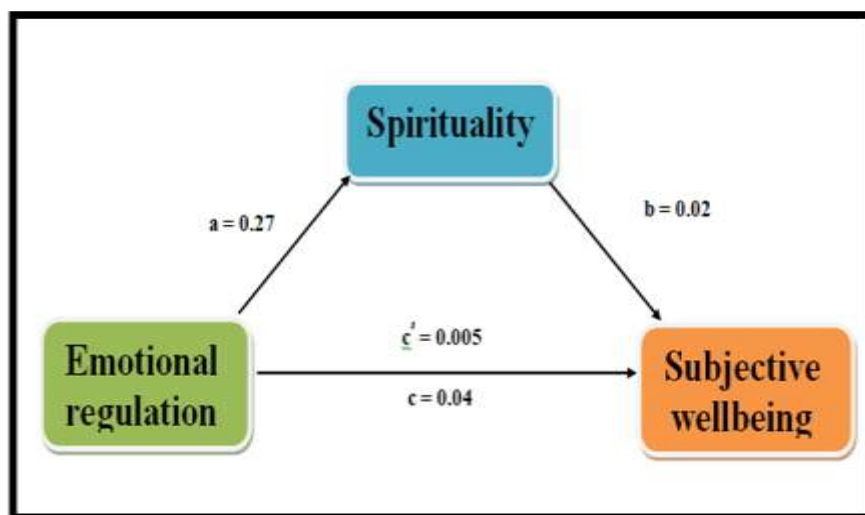 Spirituality
a = 0.27
b = 0.02
Emotional
regulation
c' = 0.005
c = 0.04
Subjective
wellbeing